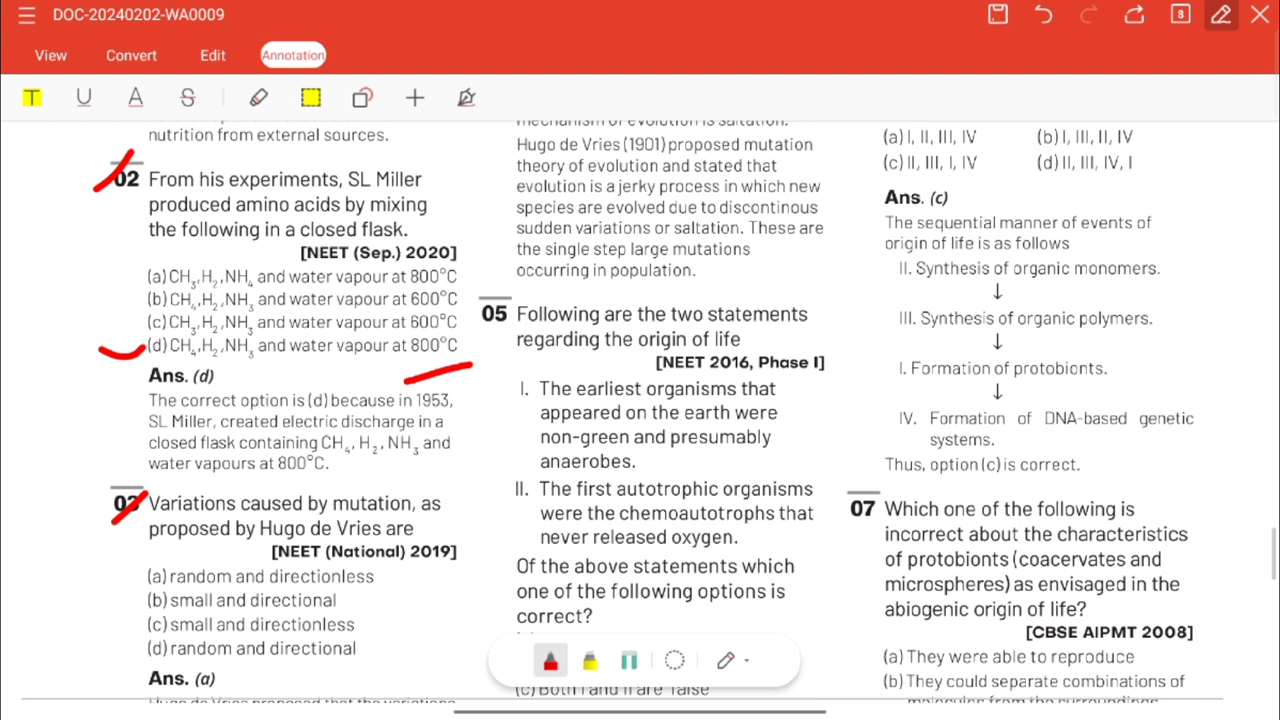 DOC-20240202-WA0009
8
View Convert Edit Annotation
T U A S
nutrition from external sources.
02 From his experiments, SL Miller
produced amino acids by mixing
the following in a closed flask.
[NEET (Sep.) 2020]
(a) CH₃,H₂,NH₄ and water vapour at 800°C
(b) CH₄,H₂,NH₃ and water vapour at 600°C
(c) CH₃,H₂,NH₃ and water vapour at 600°C
(d) CH₄,H₂,NH₃ and water vapour at 800°C
Ans. (d)
The correct option is (d) because in 1953,
SL Miller, created electric discharge in a
closed flask containing CH₄, H₂, NH₃ and
water vapours at 800°C.
03 Variations caused by mutation, as
proposed by Hugo de Vries are
[NEET (National) 2019]
(a) random and directionless
(b) small and directional
(c) small and directionless
(d) random and directional
Ans. (a)
Hugo de Vries proposed that the variations
mechanism of evolution is saltation.
Hugo de Vries (1901) proposed mutation
theory of evolution and stated that
evolution is a jerky process in which new
species are evolved due to discontinous
sudden variations or saltation. These are
the single step large mutations
occurring in population.
05 Following are the two statements
regarding the origin of life
[NEET 2016, Phase I]
I. The earliest organisms that
appeared on the earth were
non-green and presumably
anaerobes.
II. The first autotrophic organisms
were the chemoautotrophs that
never released oxygen.
Of the above statements which
one of the following options is
correct?
(c) Both I and II are false
(a) I, II, III, IV (b) I, III, II, IV
(c) II, III, I, IV (d) II, III, IV, I
Ans. (c)
The sequential manner of events of
origin of life is as follows
II. Synthesis of organic monomers.
↓
III. Synthesis of organic polymers.
↓
I. Formation of protobionts.
↓
IV. Formation of DNA-based genetic
systems.
Thus, option (c) is correct.
07 Which one of the following is
incorrect about the characteristics
of protobionts (coacervates and
microspheres) as envisaged in the
abiogenic origin of life?
[CBSE AIPMT 2008]
(a) They were able to reproduce
(b) They could separate combinations of
molecules from the surroundings